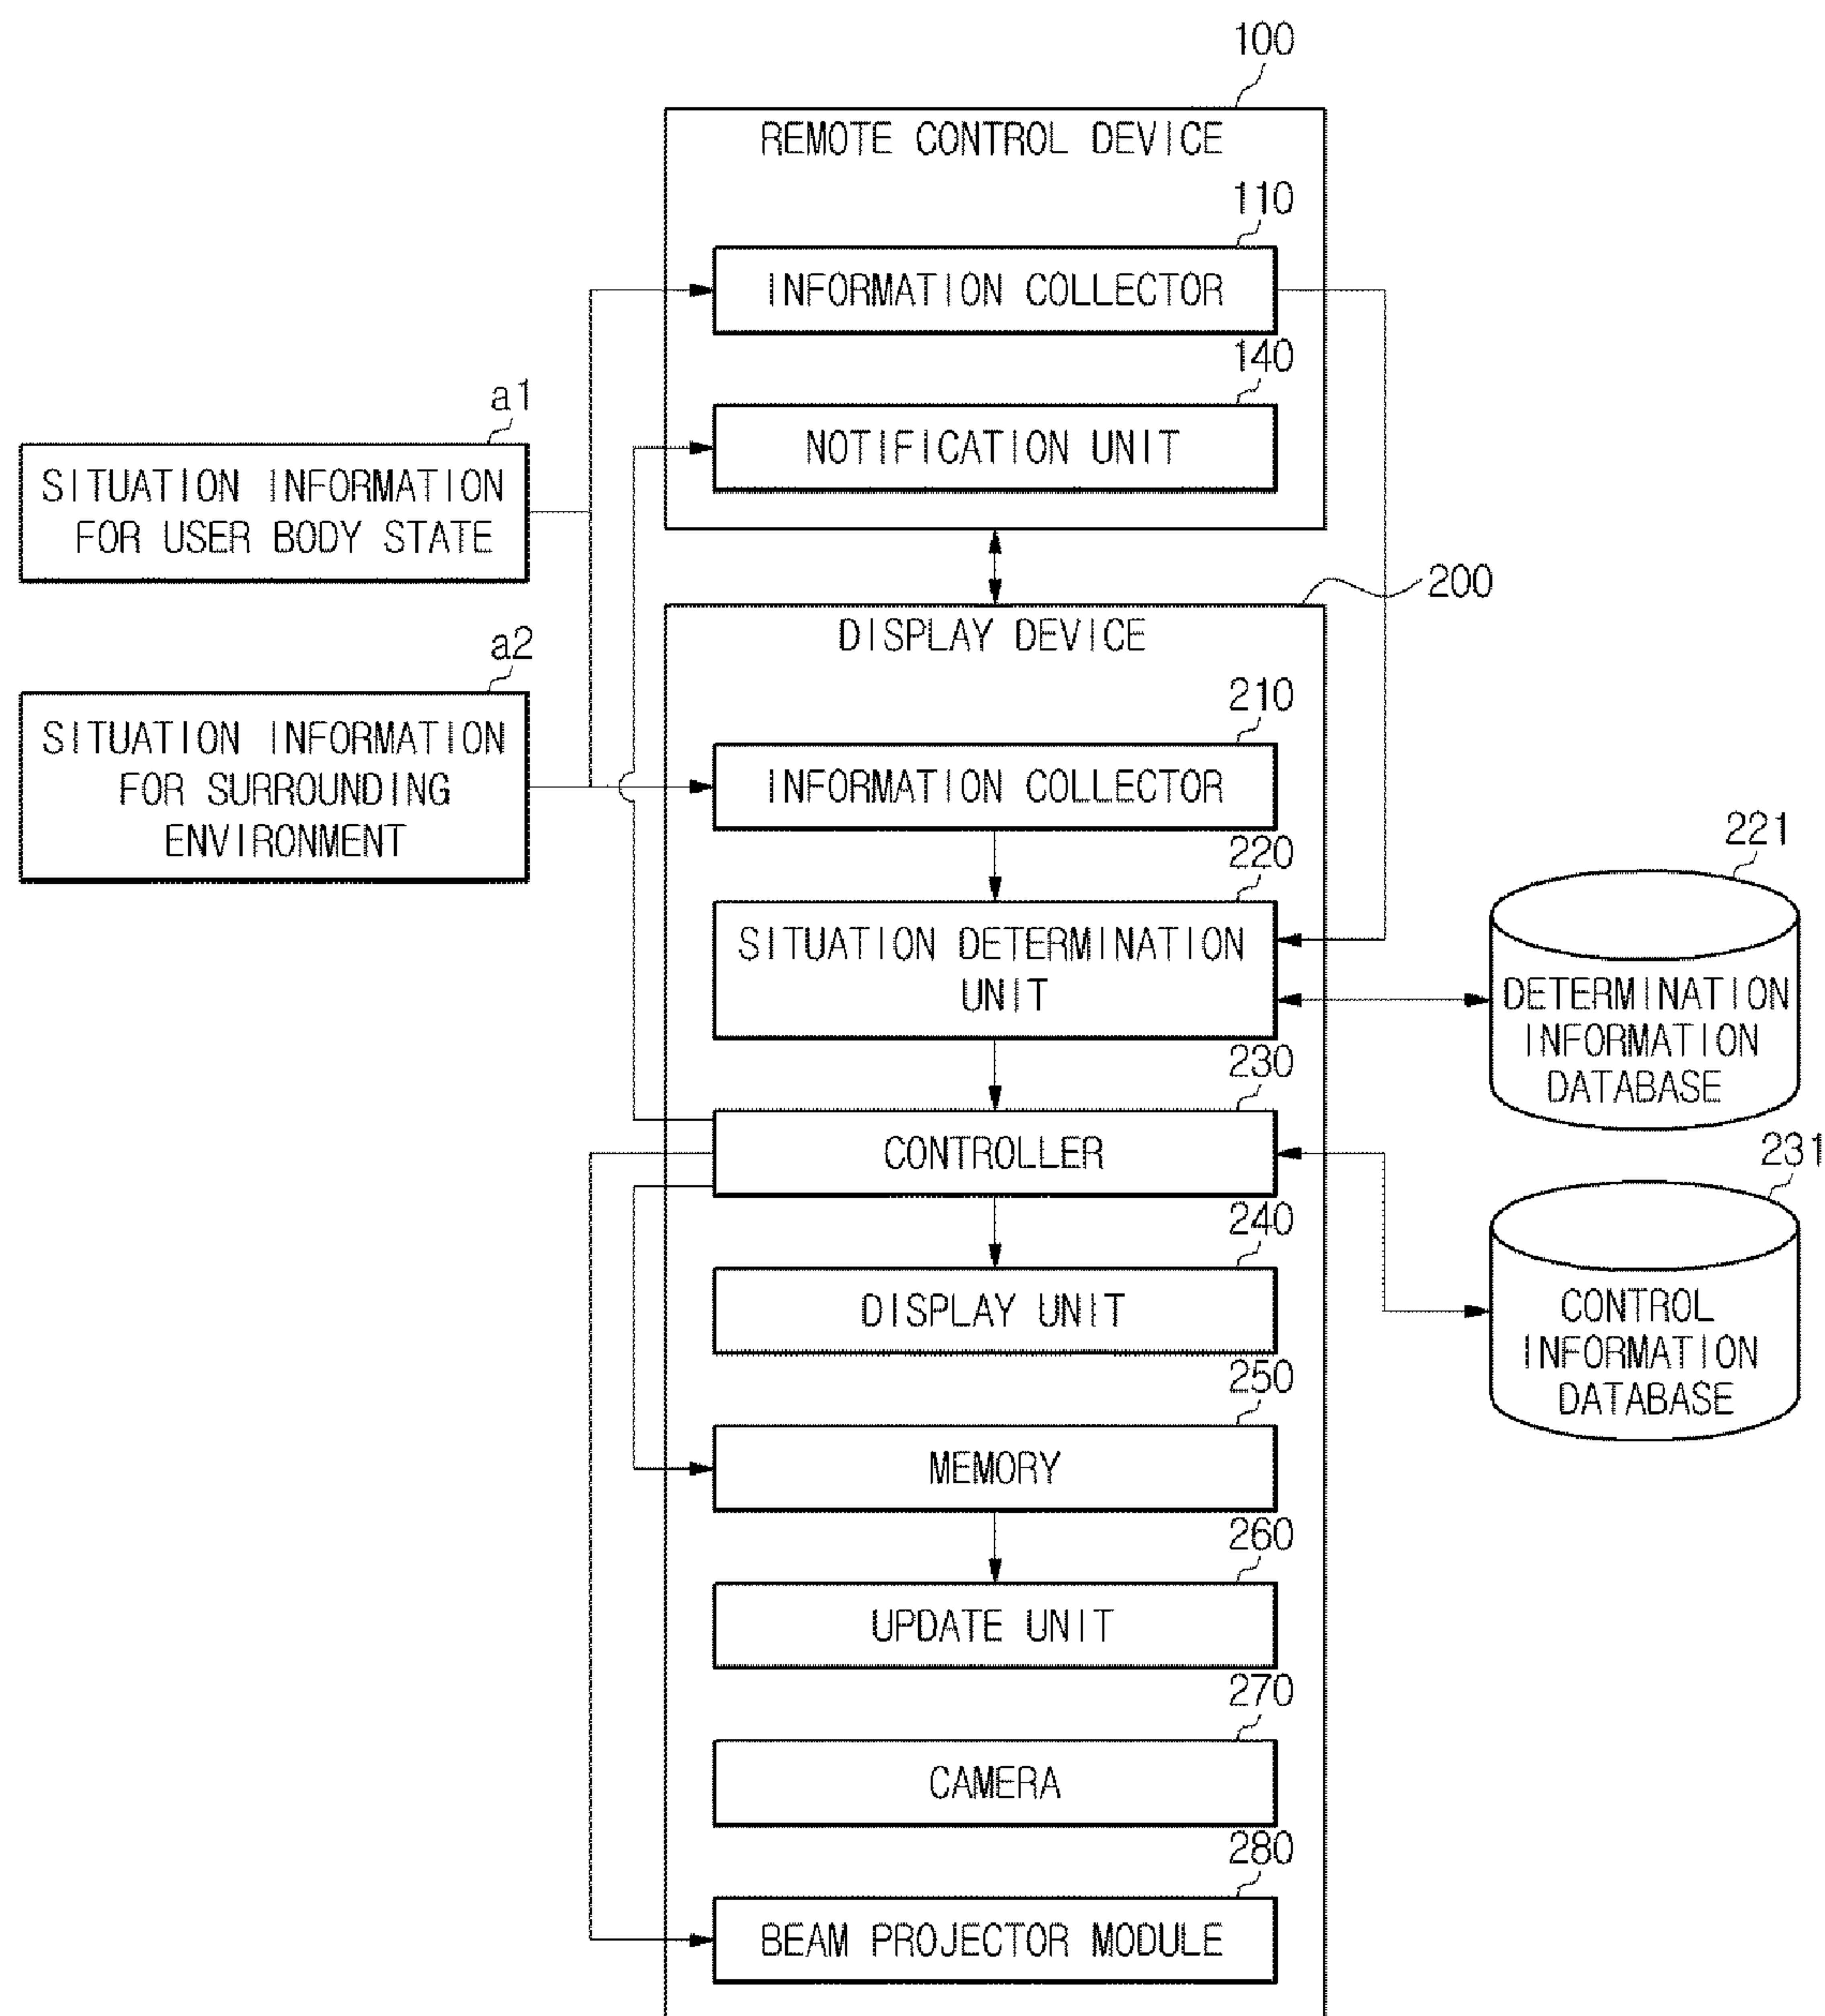 100
REMOTE CONTROL DEVICE
110
INFORMATION COLLECTOR
140
NOTIFICATION UNIT
a1
SITUATION INFORMATION
FOR USER BODY STATE
a2
SITUATION INFORMATION
FOR SURROUNDING
ENVIRONMENT
200
DISPLAY DEVICE
210
INFORMATION COLLECTOR
220
SITUATION DETERMINATION
UNIT
221
DETERMINATION
INFORMATION
DATABASE
230
CONTROLLER
231
CONTROL
INFORMATION
DATABASE
240
DISPLAY UNIT
250
MEMORY
260
UPDATE UNIT
270
CAMERA
280
BEAM PROJECTOR MODULE